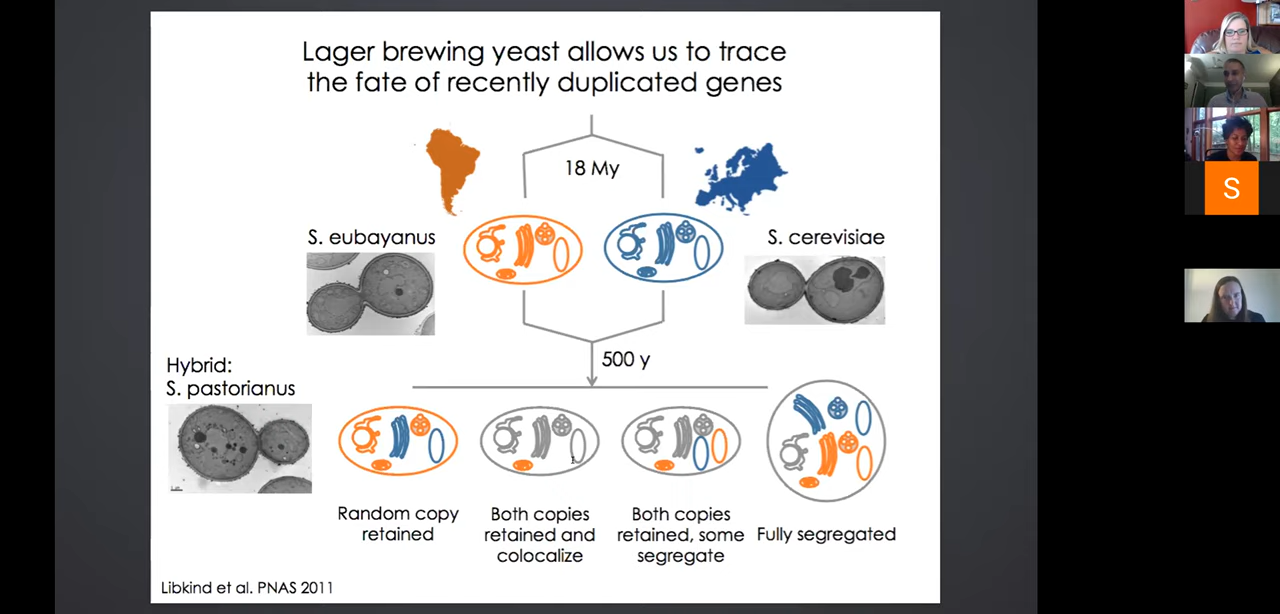 Lager brewing yeast allows us to trace
the fate of recently duplicated genes
18 My
S. eubayanus
S. cerevisiae
500 y
Hybrid:
S. pastorianus
Random copy
retained
Both copies
retained and
colocalize
Both copies
retained, some
segregate
Fully segregated
Libkind et al. PNAS 2011
S